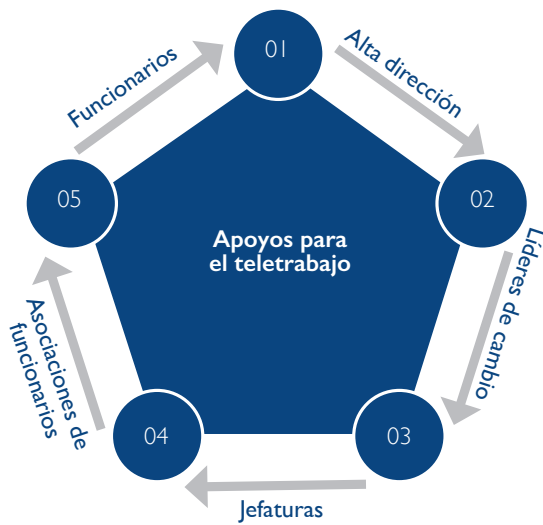 01
Alta dirección
02
Líderes de cambio
03
Jefaturas
04
Asociaciones de
funcionarios
05
Funcionarios
Apoyos para
el teletrabajo